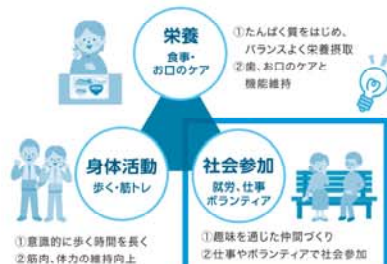 栄養
食事・
お口のケア
①たんぱく質をはじめ、
バランスよく栄養摂取
②歯、お口のケアと
機能維持
身体活動
歩く・筋トレ
①意識的に歩く時間を長く
②筋肉、体力の維持向上
社会参加
就労、仕事
ボランティア
①趣味を通じた仲間づくり
②仕事やボランティアで社会参加